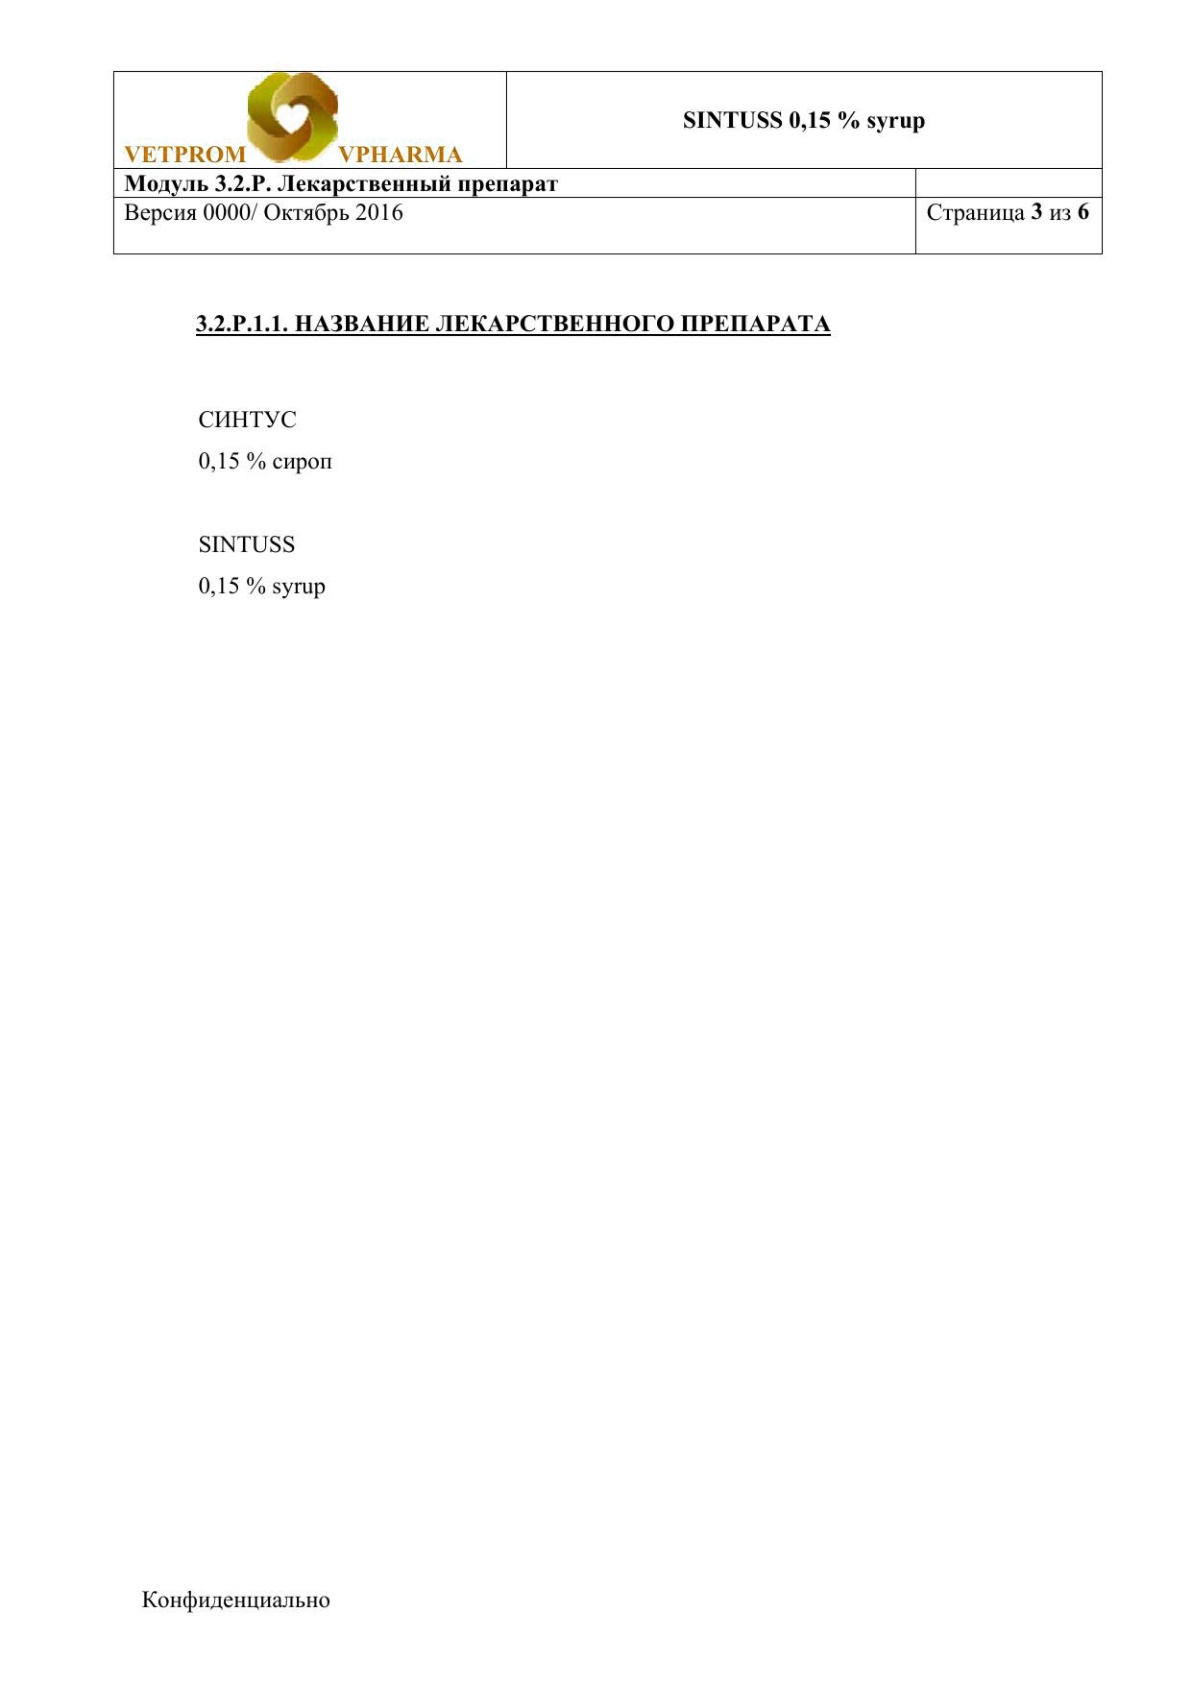 VETPROM VPHARMA
SINTUSS 0,15 % syrup
Модуль 3.2.P. Лекарственный препарат
Версия 0000/ Октябрь 2016
Страница 3 из 6
3.2.P.1.1. НАЗВАНИЕ ЛЕКАРСТВЕННОГО ПРЕПАРАТА
СИНТУС
0,15 % сироп
SINTUSS
0,15 % syrup
Конфиденциально